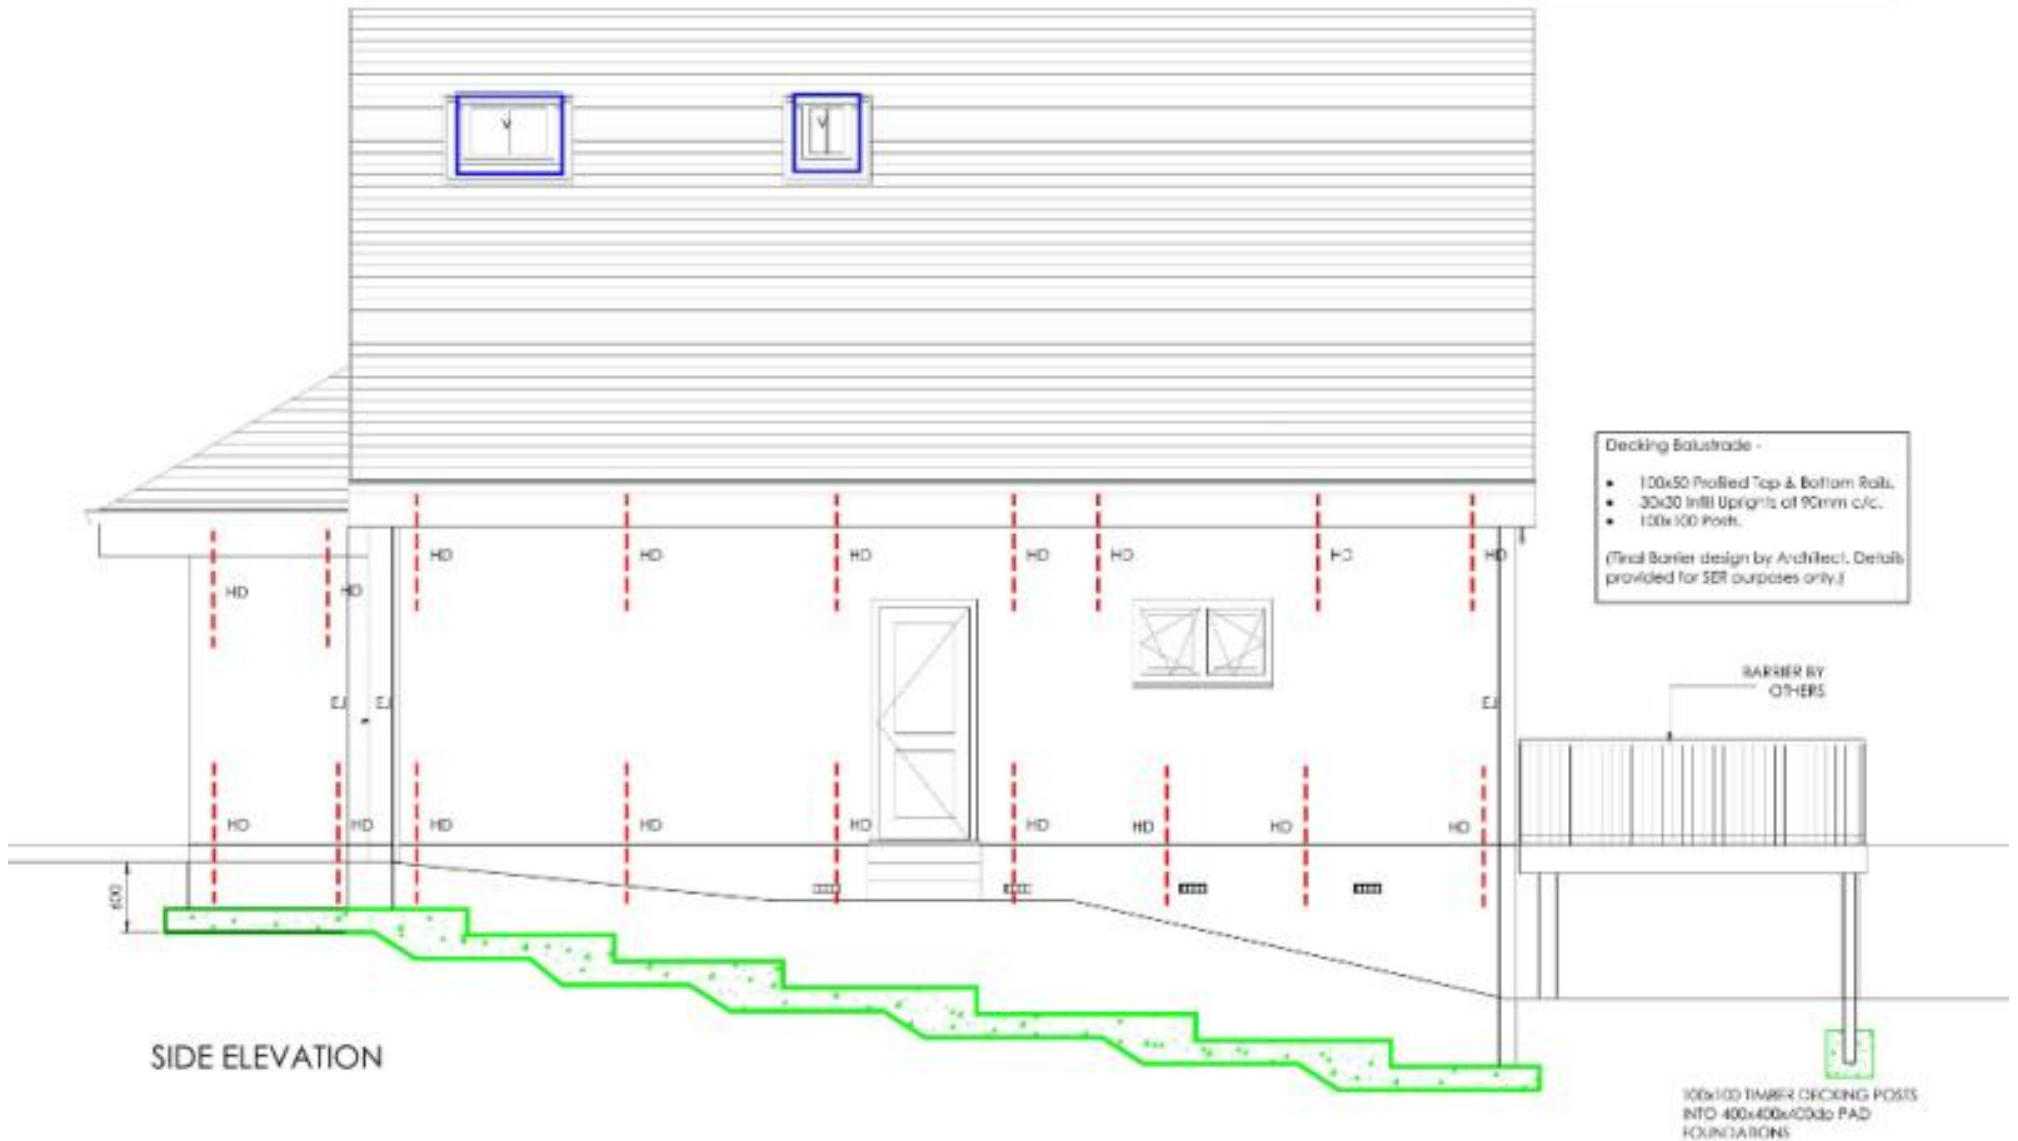 V
V
Decking Balustrade -
• 100x50 Profiled Top & Bottom Rails.
• 30x30 Infill Uprights at 90mm c/c.
• 100x100 Posts.
(Final Barrier design by Architect. Details
provided for SER purposes only.)
HD HD HD HD HD HD HD
HD HD
BARRIER BY
OTHERS
EJ EJ EJ
HD HD HD HD HD HD HD HD HD
600
SIDE ELEVATION
100x100 TIMBER DECKING POSTS
INTO 400x400x400dp PAD
FOUNDATIONS